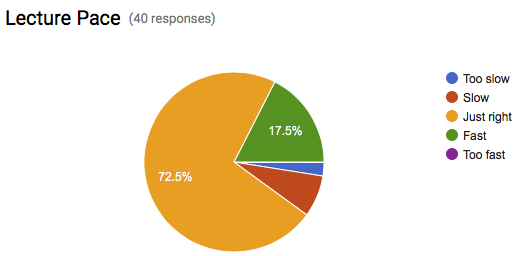 Lecture Pace (40 responses)
Too slow
Slow
Just right
Fast
Too fast
17.5%
72.5%